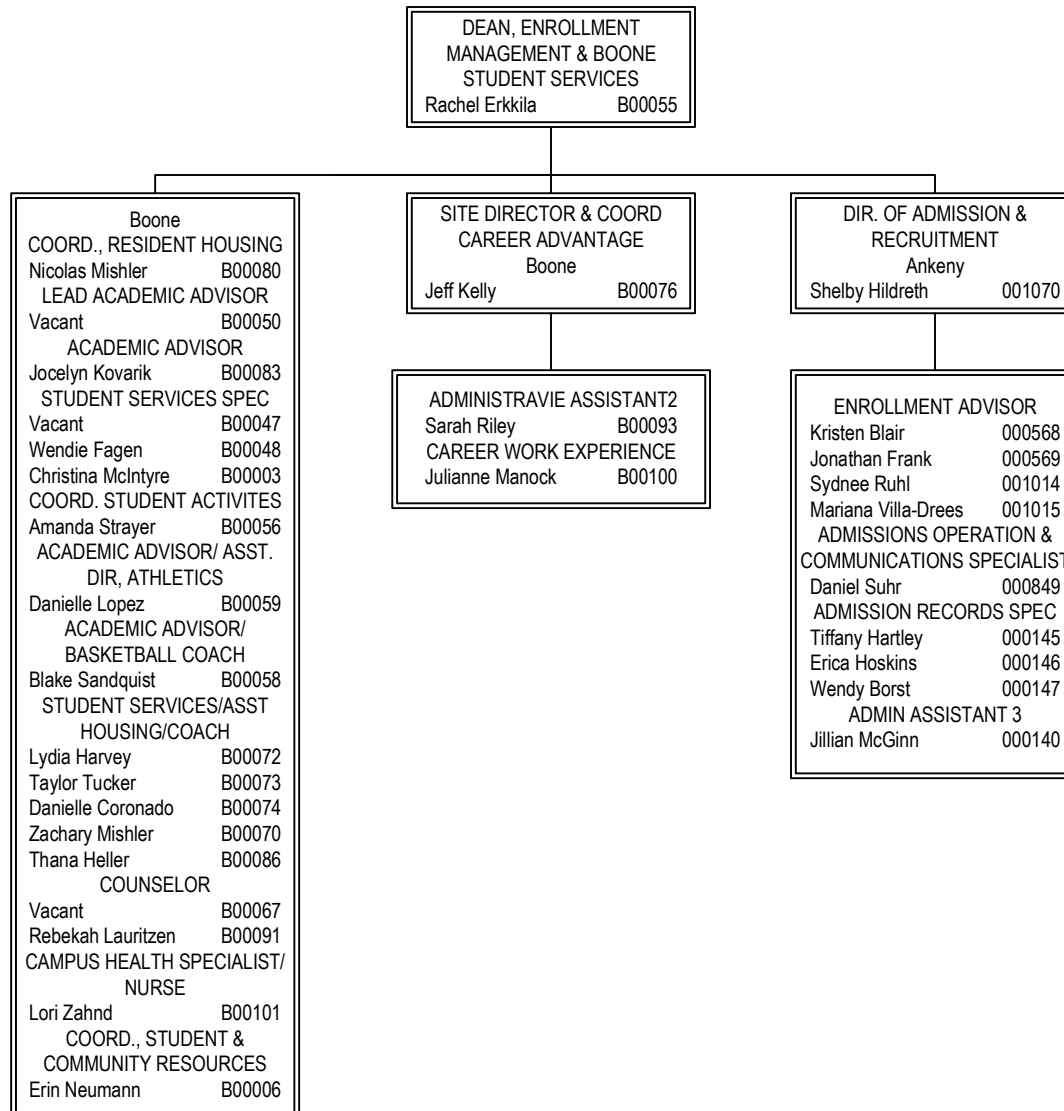 DEAN, ENROLLMENT
MANAGEMENT & BOONE
STUDENT SERVICES
Rachel Erkkila B00055
Boone
COORD., RESIDENT HOUSING
Nicolas Mishler B00080
LEAD ACADEMIC ADVISOR
Vacant B00050
ACADEMIC ADVISOR
Jocelyn Kovarik B00083
STUDENT SERVICES SPEC
Vacant B00047
Wendie Fagen B00048
Christina McIntyre B00003
COORD. STUDENT ACTIVITES
Amanda Strayer B00056
ACADEMIC ADVISOR/ ASST.
DIR, ATHLETICS
Danielle Lopez B00059
ACADEMIC ADVISOR/
BASKETBALL COACH
Blake Sandquist B00058
STUDENT SERVICES/ASST
HOUSING/COACH
Lydia Harvey B00072
Taylor Tucker B00073
Danielle Coronado B00074
Zachary Mishler B00070
Thana Heller B00086
COUNSELOR
Vacant B00067
Rebekah Lauritzen B00091
CAMPUS HEALTH SPECIALIST/
NURSE
Lori Zahnd B00101
COORD., STUDENT &
COMMUNITY RESOURCES
Erin Neumann B00006
SITE DIRECTOR & COORD
CAREER ADVANTAGE
Boone
Jeff Kelly B00076
ADMINISTRAVIE ASSISTANT2
Sarah Riley B00093
CAREER WORK EXPERIENCE
Julianne Manock B00100
DIR. OF ADMISSION &
RECRUITMENT
Ankeny
Shelby Hildreth 001070
ENROLLMENT ADVISOR
Kristen Blair 000568
Jonathan Frank 000569
Sydnee Ruhl 001014
Mariana Villa-Drees 001015
ADMISSIONS OPERATION &
COMMUNICATIONS SPECIALIST
Daniel Suhr 000849
ADMISSION RECORDS SPEC
Tiffany Hartley 000145
Erica Hoskins 000146
Wendy Borst 000147
ADMIN ASSISTANT 3
Jillian McGinn 000140